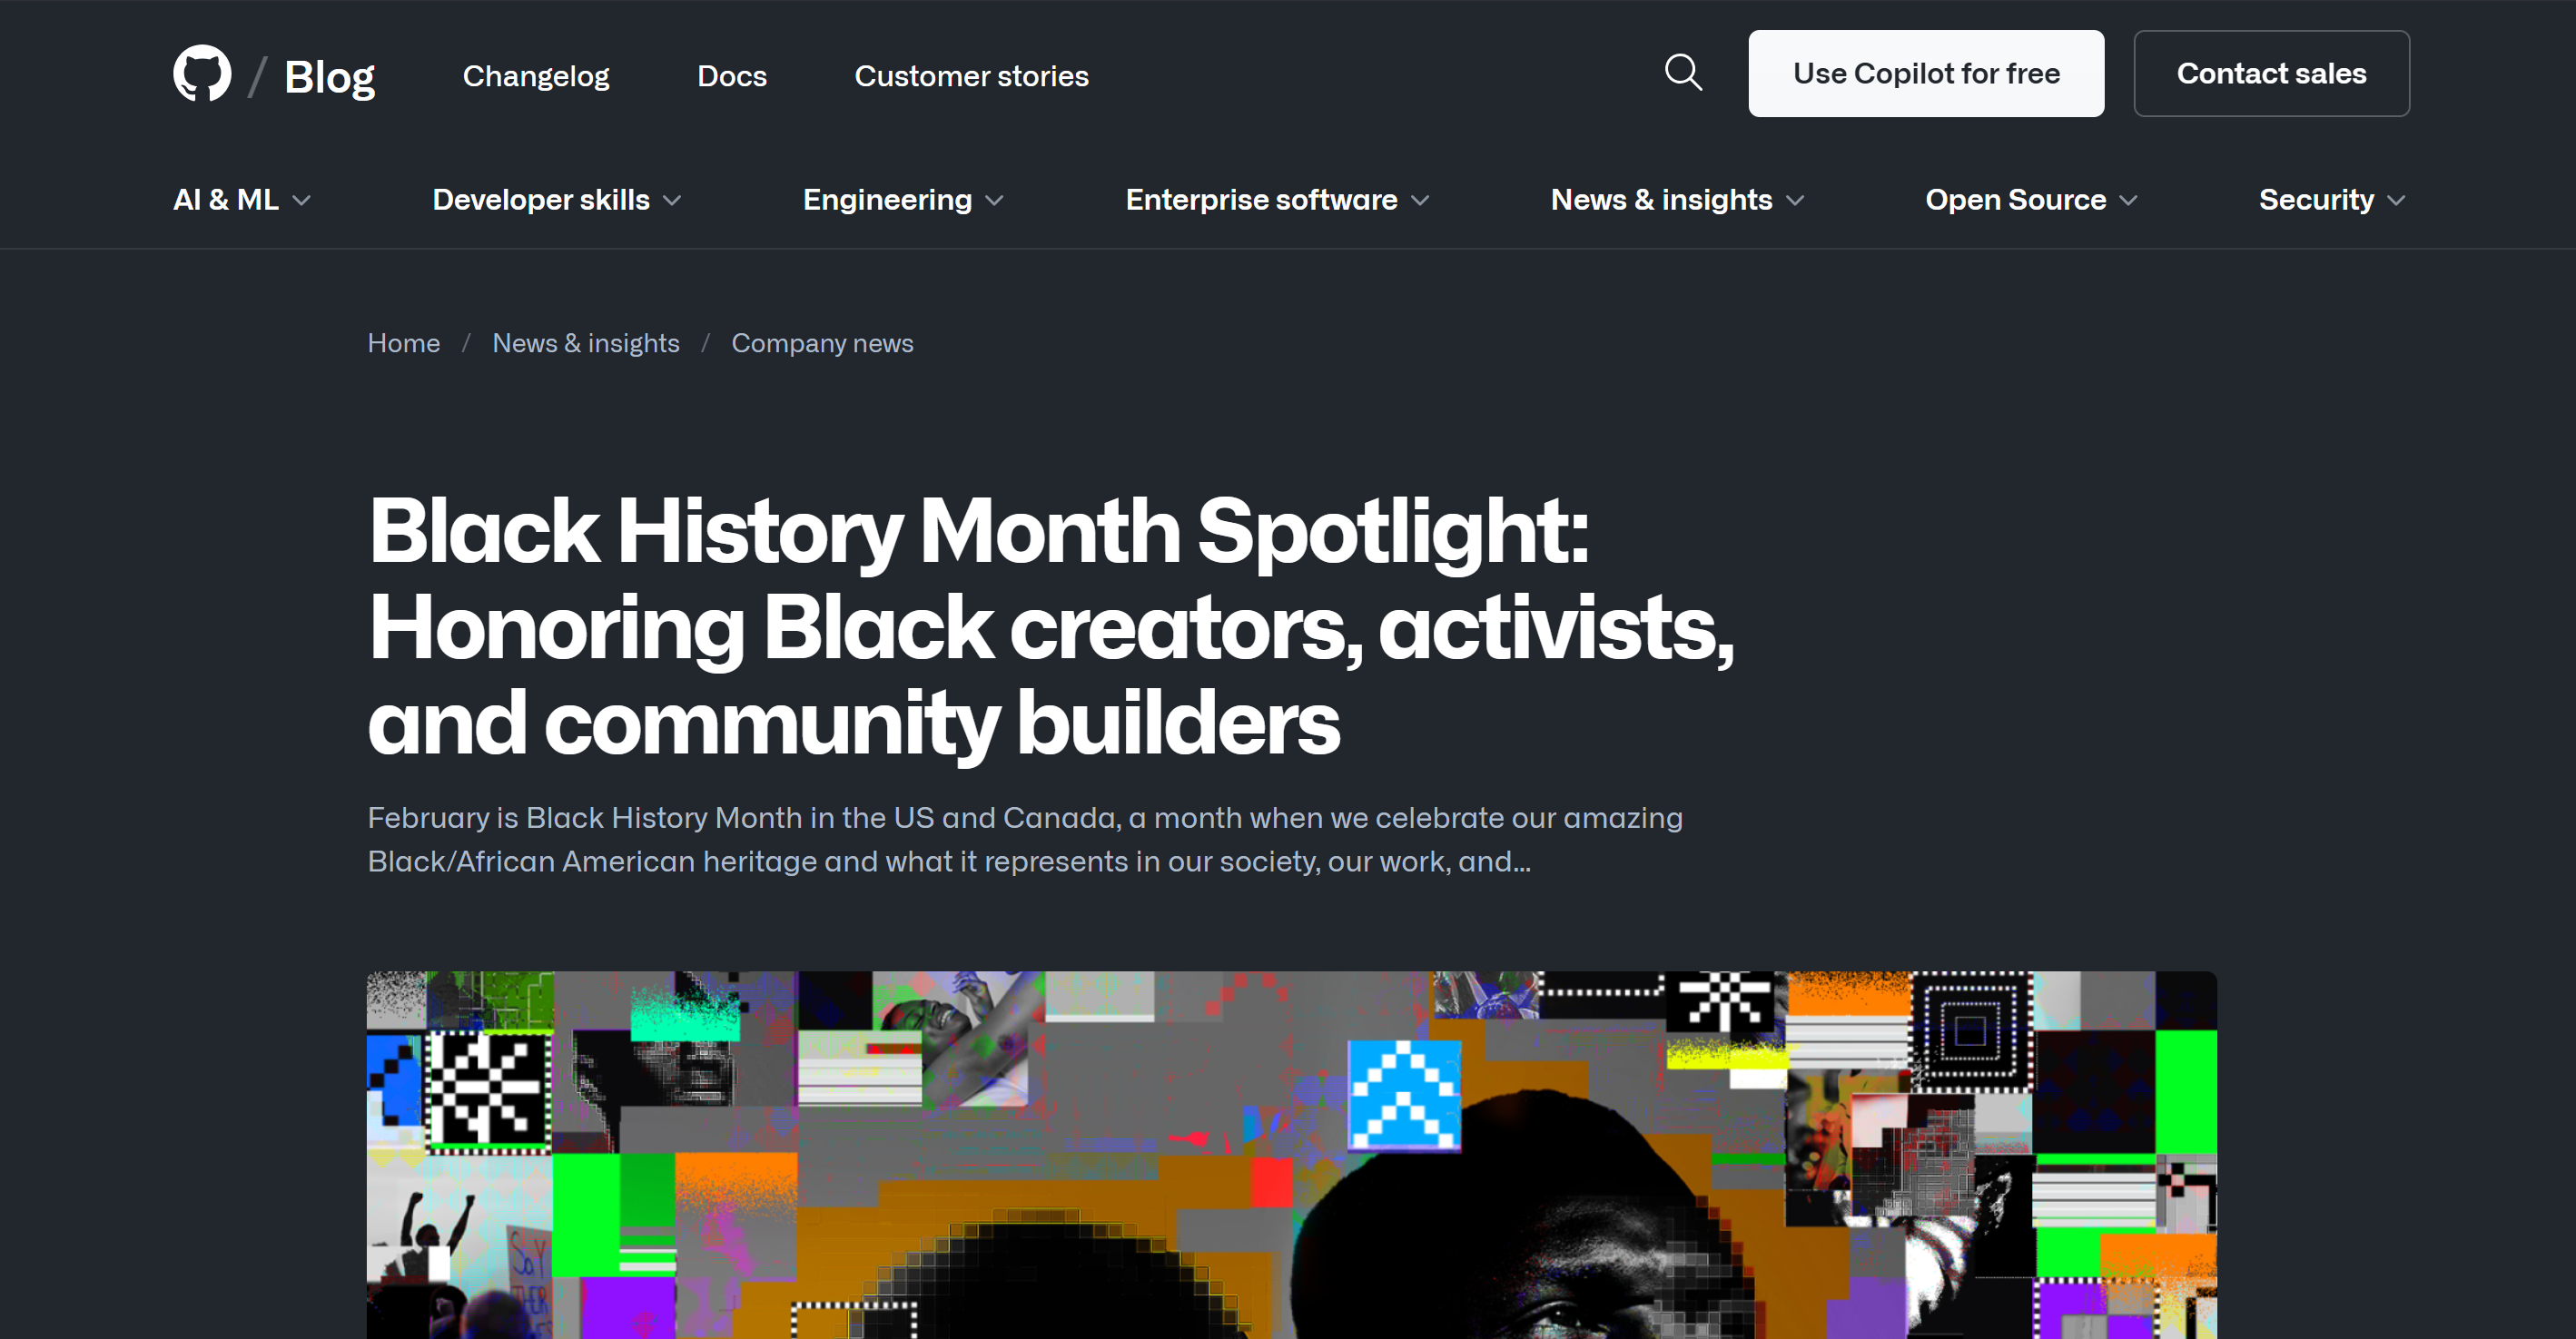 / Blog
Changelog
Docs
Customer stories
Use Copilot for free
Contact sales
AI & ML
Developer skills
Engineering
Enterprise software
News & insights
Open Source
Security
Home / News & insights / Company news
Black History Month Spotlight:
Honoring Black creators, activists,
and community builders
February is Black History Month in the US and Canada, a month when we celebrate our amazing
Black/African American heritage and what it represents in our society, our work, and...
SAY